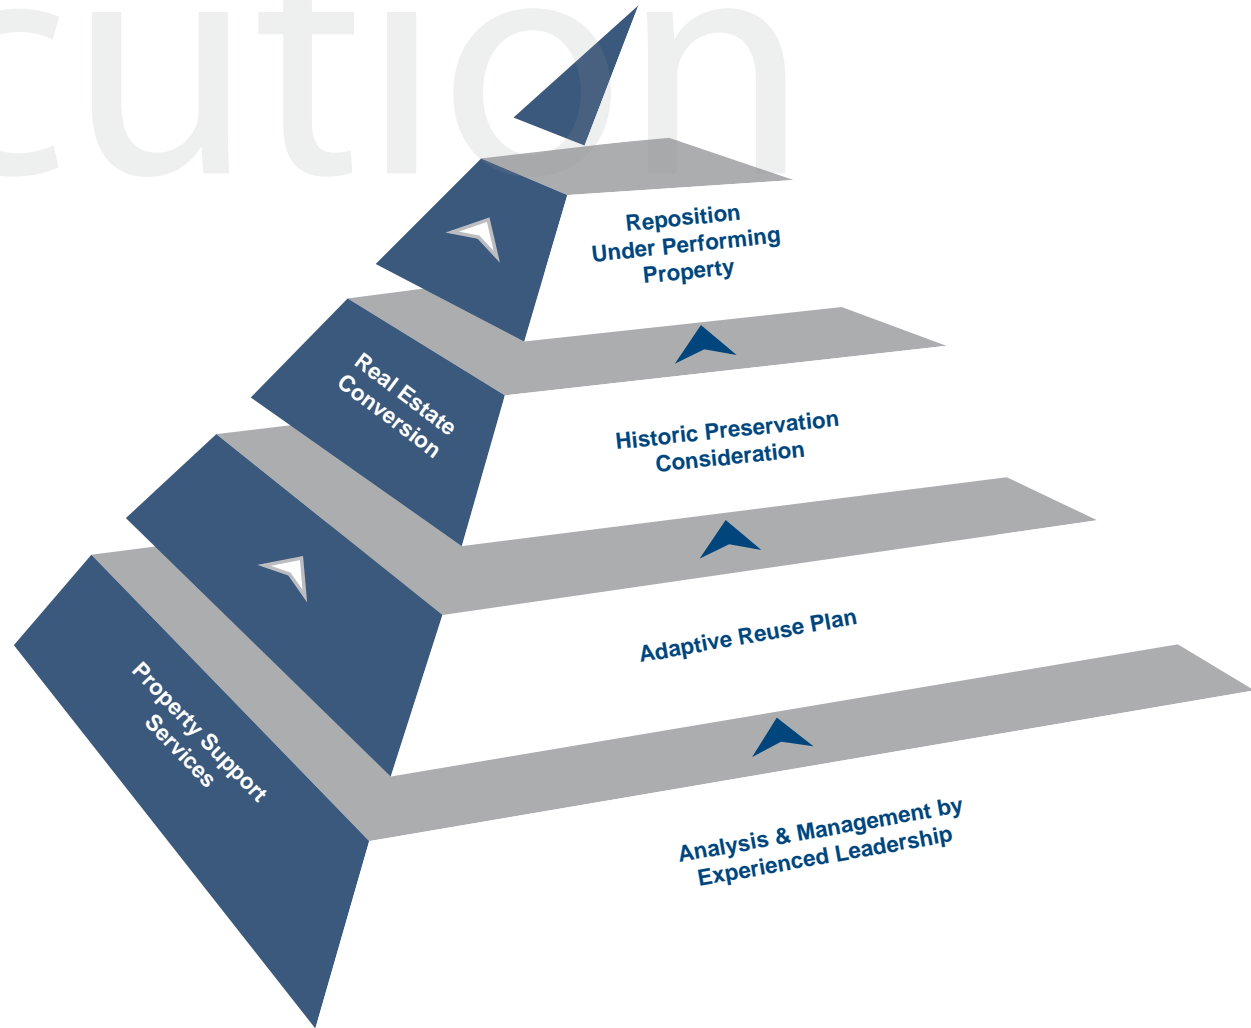 cution
Reposition
Under Performing
Property
Real Estate
Conversion
Historic Preservation
Consideration
Adaptive Reuse Plan
Property Support
Services
Analysis & Management by
Experienced Leadership